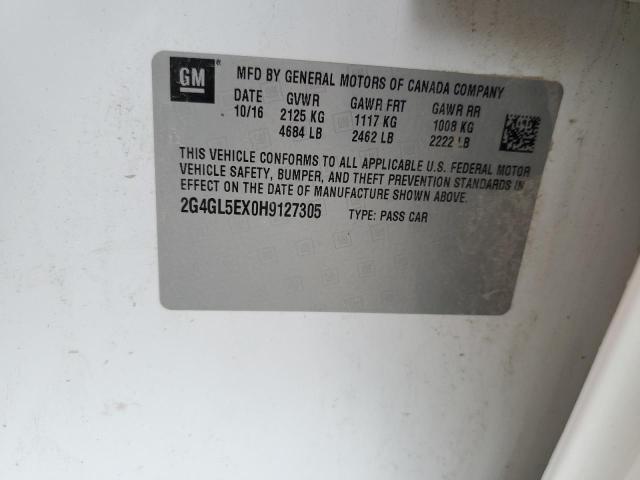 GM ® MFD BY GENERAL MOTORS OF CANADA COMPANY
DATE GVWR GAWR FRT GAWR RR
10/16 2125 KG 1117 KG 1008 KG
4684 LB 2462 LB 2222 LB
THIS VEHICLE CONFORMS TO ALL APPLICABLE U.S. FEDERAL MOTOR
VEHICLE SAFETY, BUMPER, AND THEFT PREVENTION STANDARDS IN
EFFECT ON THE DATE OF MANUFACTURE SHOWN ABOVE.
2G4GL5EX0H9127305 TYPE: PASS CAR